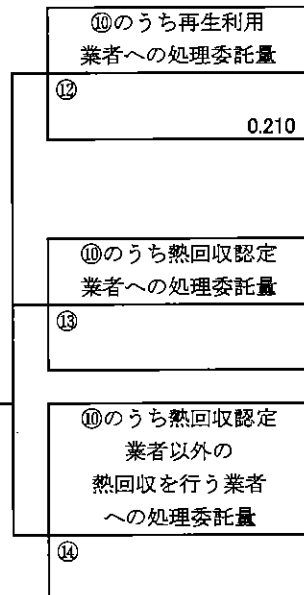 ⑩のうち再生利用
業者への処理委託量
⑫
0.210
⑩のうち熱回収認定
業者への処理委託量
⑬
⑩のうち熱回収認定
業者以外の
熱回収を行う業者
への処理委託量
⑭